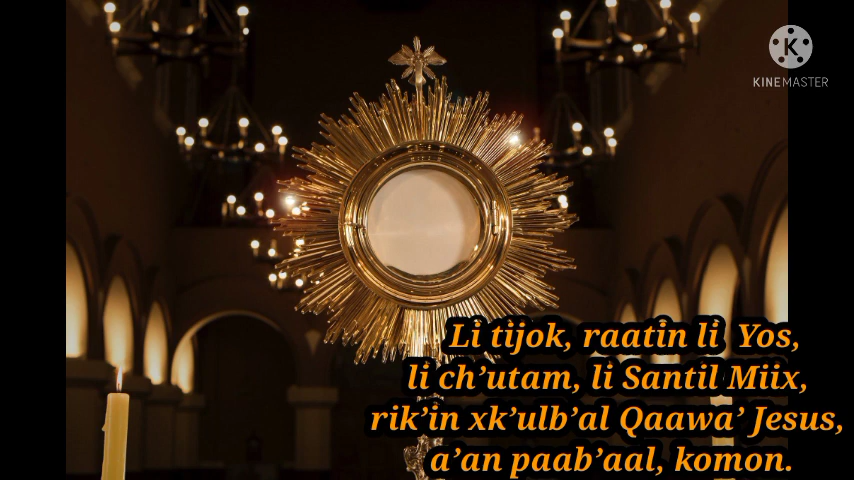 K
KINEMASTER
Li tijok, raatin li Yos,
li ch’utam, li Santil Miix,
rik’in xk’ulb’al Qaawa’ Jesus,
a’an paab’aal, komon.